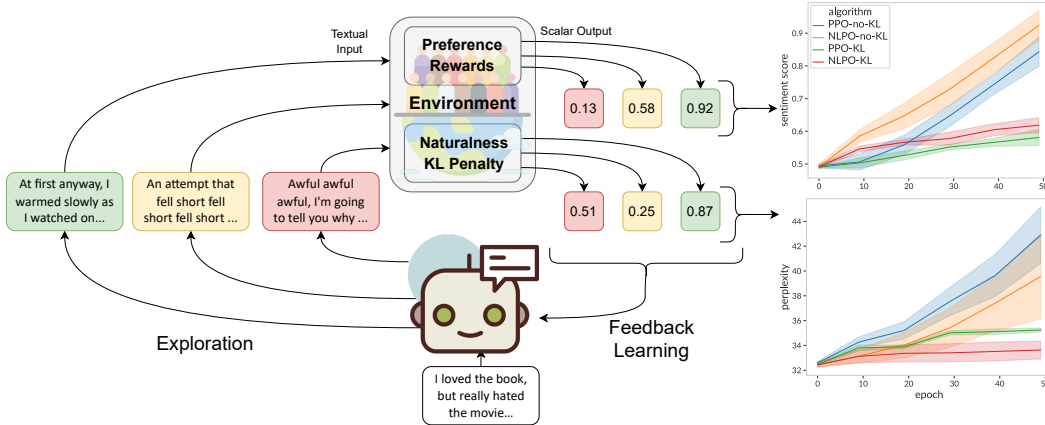 Textual
Input
Preference
Rewards
Scalar Output
Environment
Naturalness
KL Penalty
0.13
0.58
0.92
0.51
0.25
0.87
At first anyway, I
warmed slowly as
I watched on...
An attempt that
fell short fell
short fell short ...
Awful awful
awful, I'm going
to tell you why ...
Exploration
Feedback
Learning
I loved the book,
but really hated
the movie...
algorithm
PPO-no-KL
NLPO-no-KL
PPO-KL
NLPO-KL
sentiment score
0.9
0.8
0.7
0.6
0.5
0
10
20
30
40
50
perplexity
44
42
40
38
36
34
32
0
10
20
30
40
50
epoch